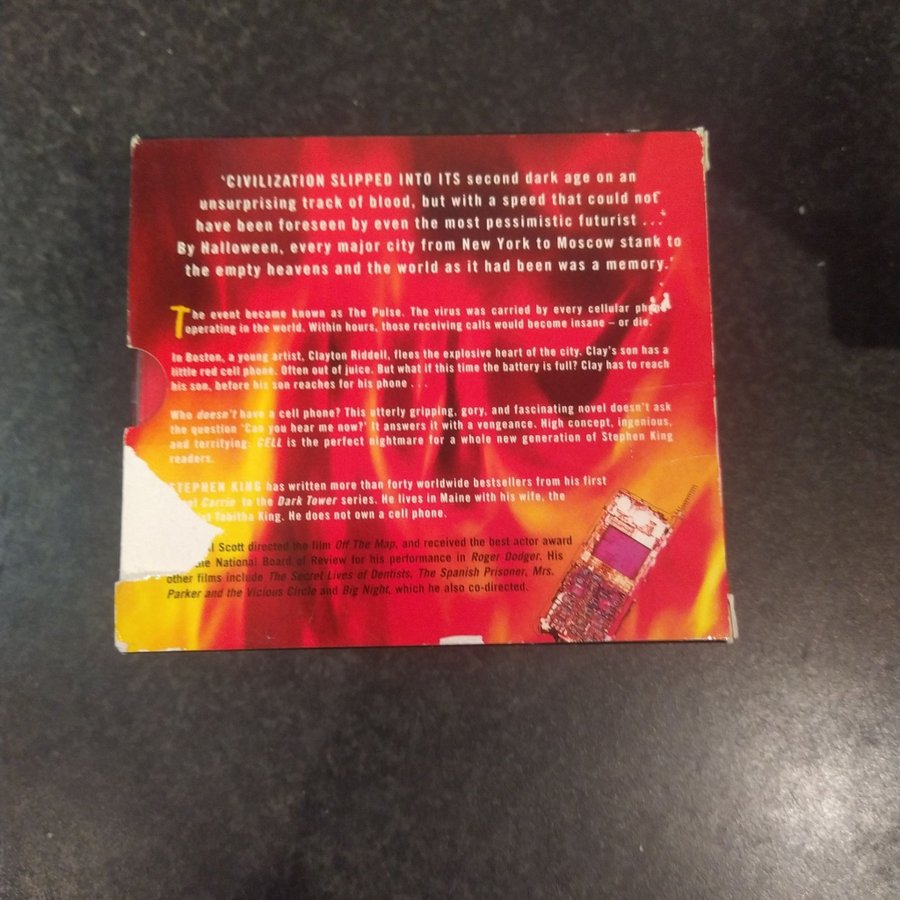 ‘CIVILIZATION SLIPPED INTO ITS second dark age on an
unsurprising track of blood, but with a speed that could not
have been foreseen by even the most pessimistic futurist ...
By Halloween, every major city from New York to Moscow stank to
the empty heavens and the world as it had been was a memory.’
The event became known as The Pulse. The virus was carried by every cellular
operating in the world. Within hours, those receiving calls would become insane – or die.
In Boston, a young artist, Clayton Riddell, flees the explosive heart of the city. Clay's son has a
little red cell phone. Often out of juice. But what if this time the battery is full? Clay has to reach
his son, before his son reaches for his phone ...
Who doesn't have a cell phone? This utterly gripping, gory, and fascinating novel doesn't ask
the question ‘Can you hear me now?’ It answers it with a vengeance. High concept, ingenious,
and terrifying: CELL is the perfect nightmare for a whole new generation of Stephen King
readers.
STEPHEN KING has written more than forty worldwide bestsellers from his first
Carrie to the Dark Tower series. He lives in Maine with his wife, the
Tabitha King. He does not own a cell phone.
Scott directed the film Off The Map, and received the best actor award
National Board of Review for his performance in Roger Dodger. His
other films include The Secret Lives of Dentists, The Spanish Prisoner, Mrs.
Parker and the Vicious Circle and Big Night, which he also co-directed.